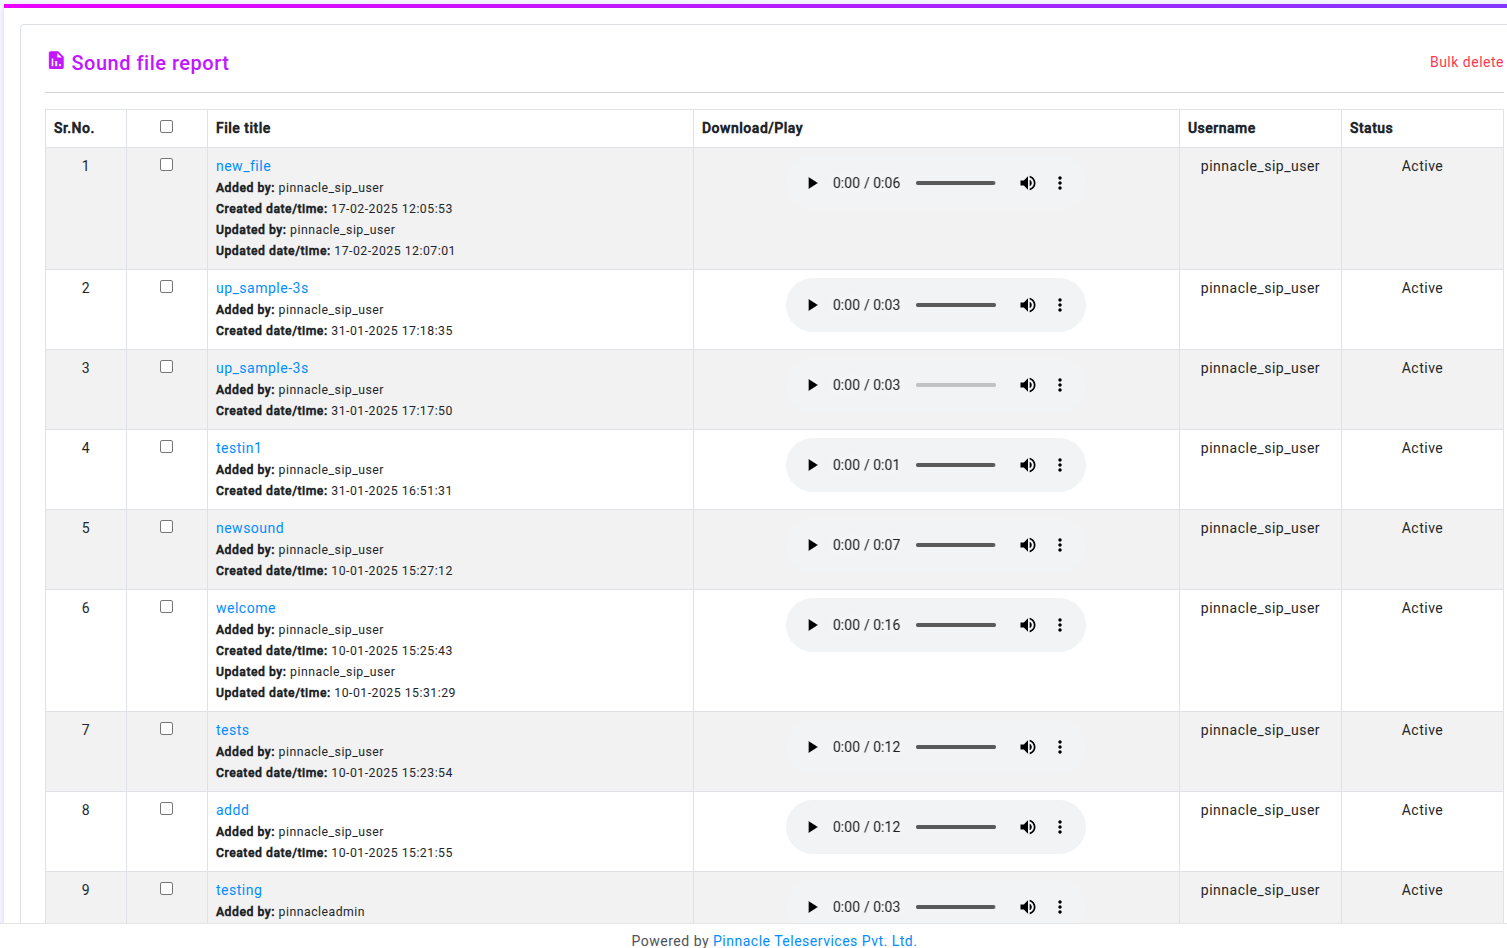 Sound file report
Bulk delete
Sr.No. File title Download/Play Username Status
1 new_file 0:00 / 0:06 pinnacle_sip_user Active
Added by: pinnacle_sip_user
Created date/time: 17-02-2025 12:05:53
Updated by: pinnacle_sip_user
Updated date/time: 17-02-2025 12:07:01
2 up_sample-3s 0:00 / 0:03 pinnacle_sip_user Active
Added by: pinnacle_sip_user
Created date/time: 31-01-2025 17:18:35
3 up_sample-3s 0:00 / 0:03 pinnacle_sip_user Active
Added by: pinnacle_sip_user
Created date/time: 31-01-2025 17:17:50
4 testin1 0:00 / 0:01 pinnacle_sip_user Active
Added by: pinnacle_sip_user
Created date/time: 31-01-2025 16:51:31
5 newsound 0:00 / 0:07 pinnacle_sip_user Active
Added by: pinnacle_sip_user
Created date/time: 10-01-2025 15:27:12
6 welcome 0:00 / 0:16 pinnacle_sip_user Active
Added by: pinnacle_sip_user
Created date/time: 10-01-2025 15:25:43
Updated by: pinnacle_sip_user
Updated date/time: 10-01-2025 15:31:29
7 tests 0:00 / 0:12 pinnacle_sip_user Active
Added by: pinnacle_sip_user
Created date/time: 10-01-2025 15:23:54
8 addd 0:00 / 0:12 pinnacle_sip_user Active
Added by: pinnacle_sip_user
Created date/time: 10-01-2025 15:21:55
9 testing 0:00 / 0:03 pinnacle_sip_user Active
Added by: pinnacleadmin
Powered by Pinnacle Teleservices Pvt. Ltd.